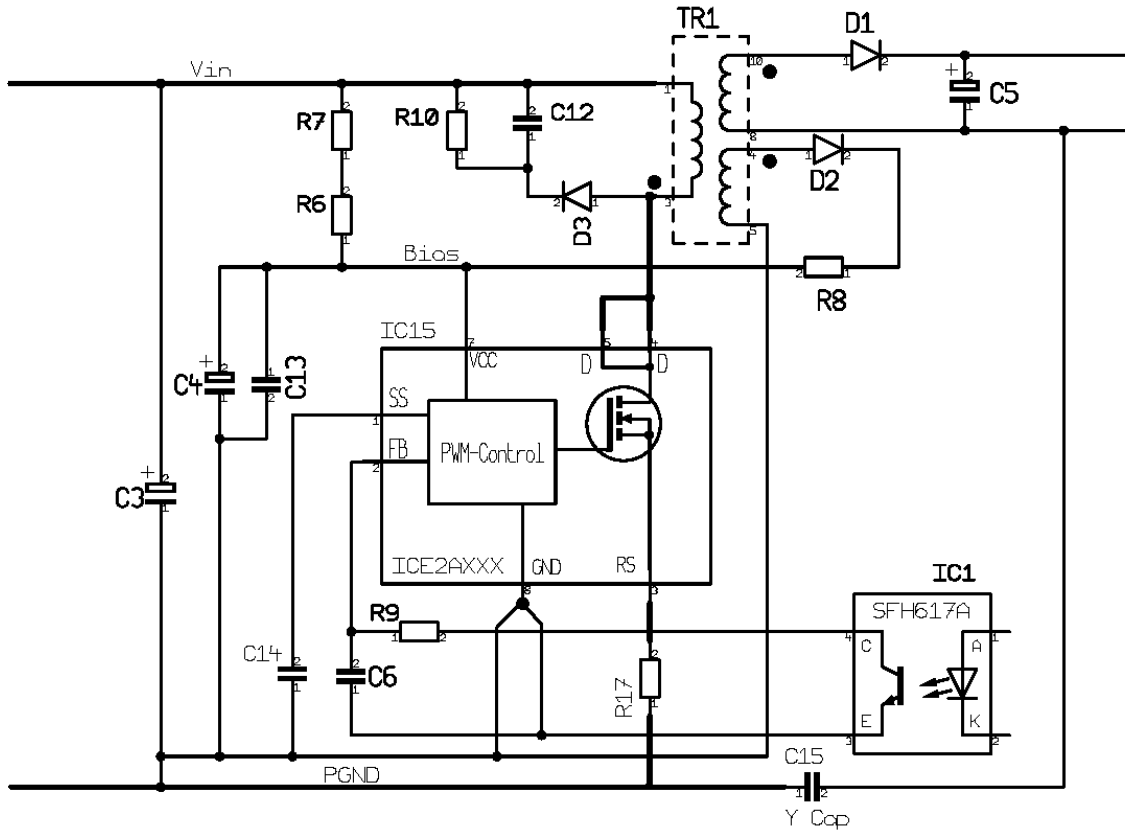 TR1
D1
10
1
2
Vin
1
2
C5
1
8
2
R7
1
2
R10
1
2
C12
1
4
1
2
D2
2
R6
1
2
1
D3
3
5
Bias
2
1
R8
IC15
7
5
4
VCC
D
D
2
C4
1
1
C13
2
SS
1
FB
2
PWM-Control
2
C3
1
ICE2AXXX
GND
RS
8
3
IC1
SFH617A
R9
1
2
4
C
A
1
C14
2
1
2
C6
1
2
R17
1
E
K
3
2
PGND
C15
1
2
Y Cap